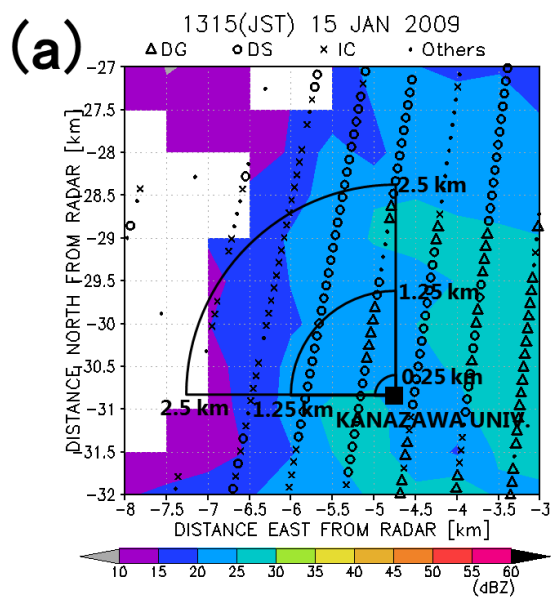 1315(JST) 15 JAN 2009
(a)
△ DG ○ DS × IC · Others
DISTANCE NORTH FROM RADAR [km]
-27
-27.5
-28
-28.5
-29
-29.5
-30
-30.5
-31
-31.5
-32
2.5 km
1.25 km
0.25 km
2.5 km 1.25 km
KANAZAWA UNIV.
-8 -7.5 -7 -6.5 -6 -5.5 -5 -4.5 -4 -3.5 -3
DISTANCE EAST FROM RADAR [km]
10 15 20 25 30 35 40 45 50 55 60
(dBZ)